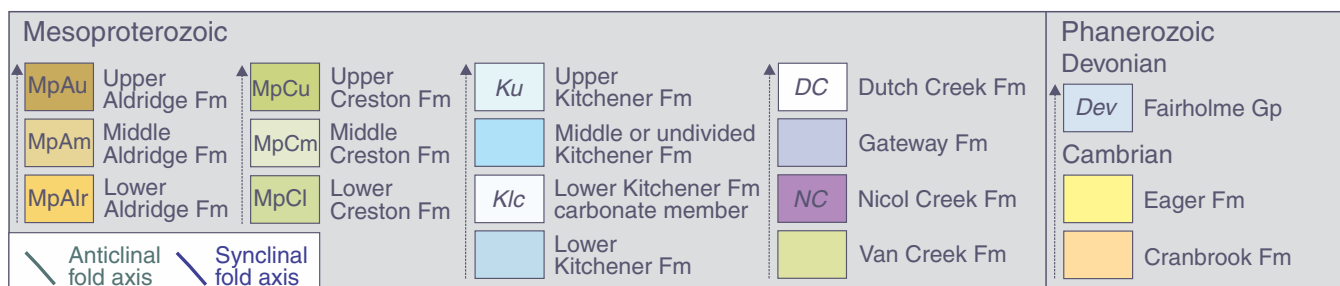 Mesoproterozoic
MpAu Upper
Aldridge Fm
MpAm Middle
Aldridge Fm
MpAlr Lower
Aldridge Fm
Anticlinal
fold axis
Synclinal
fold axis
MpCu Upper
Creston Fm
MpCm Middle
Creston Fm
MpCl Lower
Creston Fm
Ku Upper
Kitchener Fm
Middle or undivided
Kitchener Fm
Klc Lower Kitchener Fm
carbonate member
Lower
Kitchener Fm
DC Dutch Creek Fm
Gateway Fm
NC Nicol Creek Fm
Van Creek Fm
Phanerozoic
Devonian
Dev Fairholme Gp
Cambrian
Eager Fm
Cranbrook Fm